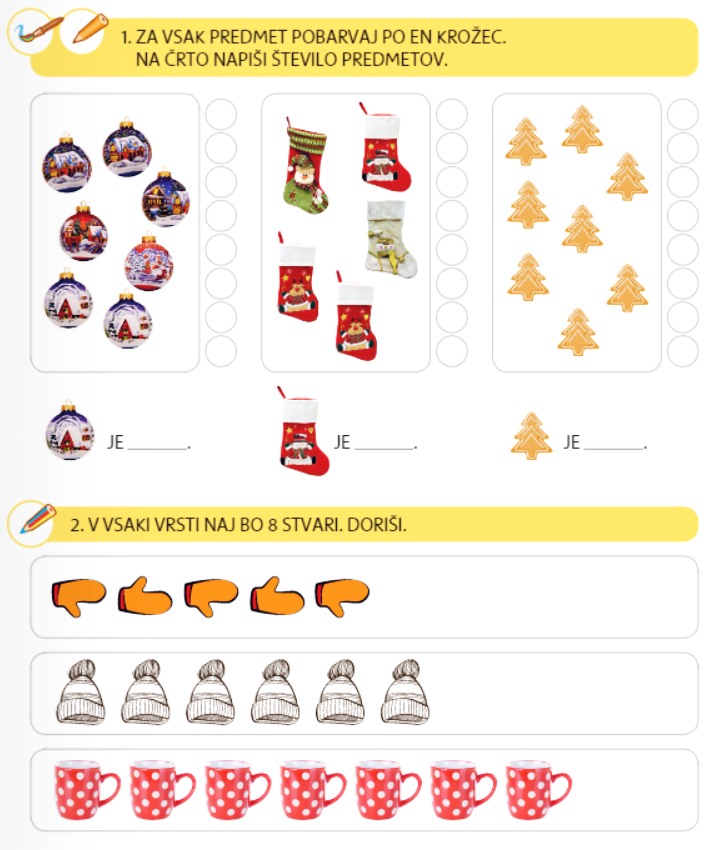 1. ZA VSAK PREDMET POBARVAJ PO EN KROŽEC.
NA ČRTO NAPIŠI ŠTEVILO PREDMETOV.
JE ______.
JE ______.
JE ______.
2. V VSAKI VRSTI NAJ BO 8 STVARI. DORIŠI.